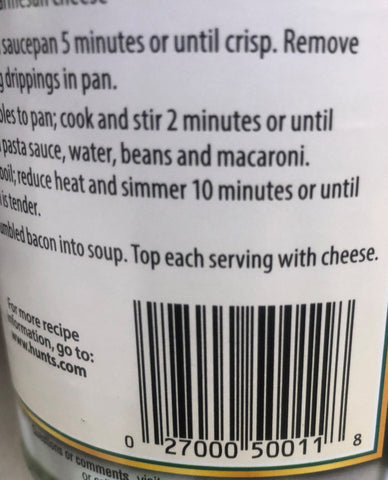 saucepan 5 minutes or until crisp. Remove
drippings in pan.
to pan; cook and stir 2 minutes or until
pasta sauce, water, beans and macaroni.
reduce heat and simmer 10 minutes or until
is tender.
bacon into soup. Top each serving with cheese.
For more recipe
information, go to:
www.hunts.com
0 27000 50011 8
or comments,